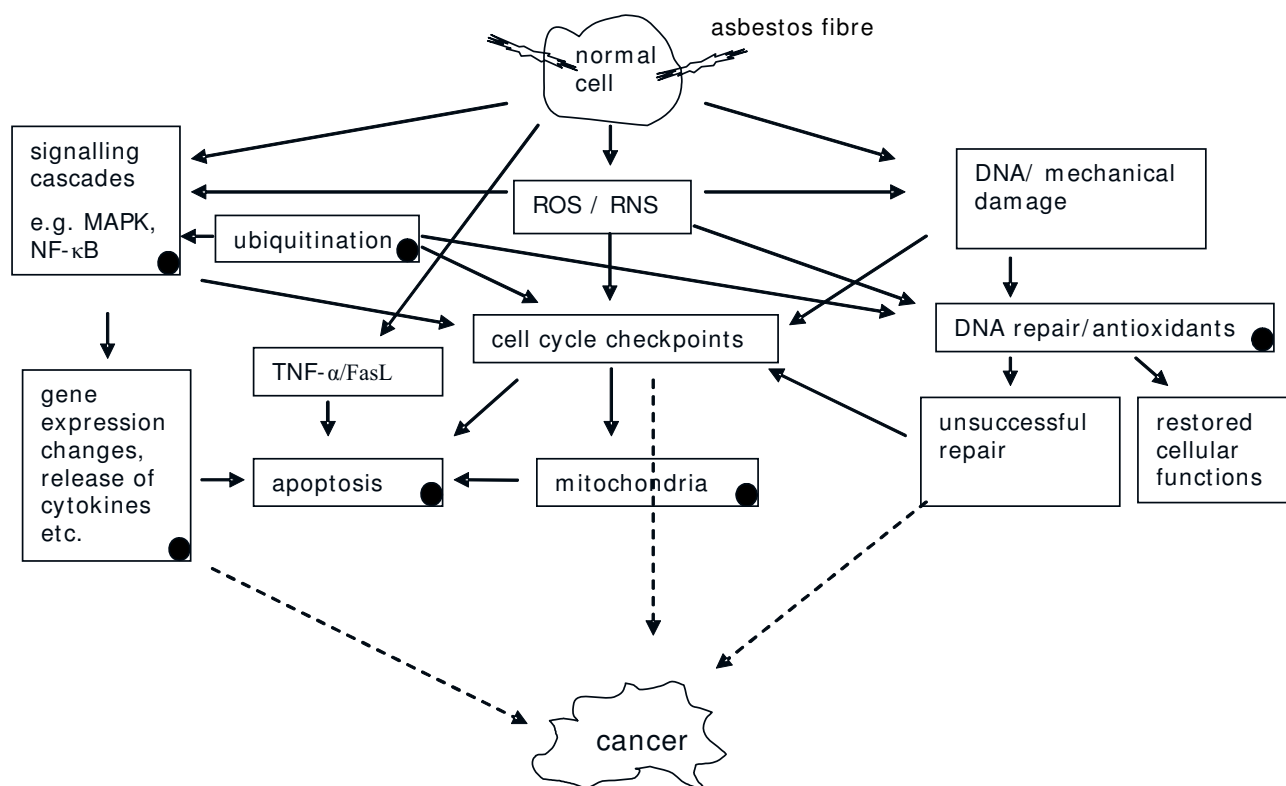 asbestos fibre
normal
cell
signalling
cascades
e.g. MAPK,
NF-κB
ubiquitination
ROS / RNS
DNA/ mechanical
damage
cell cycle checkpoints
DNA repair/antioxidants
TNF-α/FasL
gene
expression
changes,
release of
cytokines
etc.
apoptosis
mitochondria
unsuccessful
repair
restored
cellular
functions
cancer